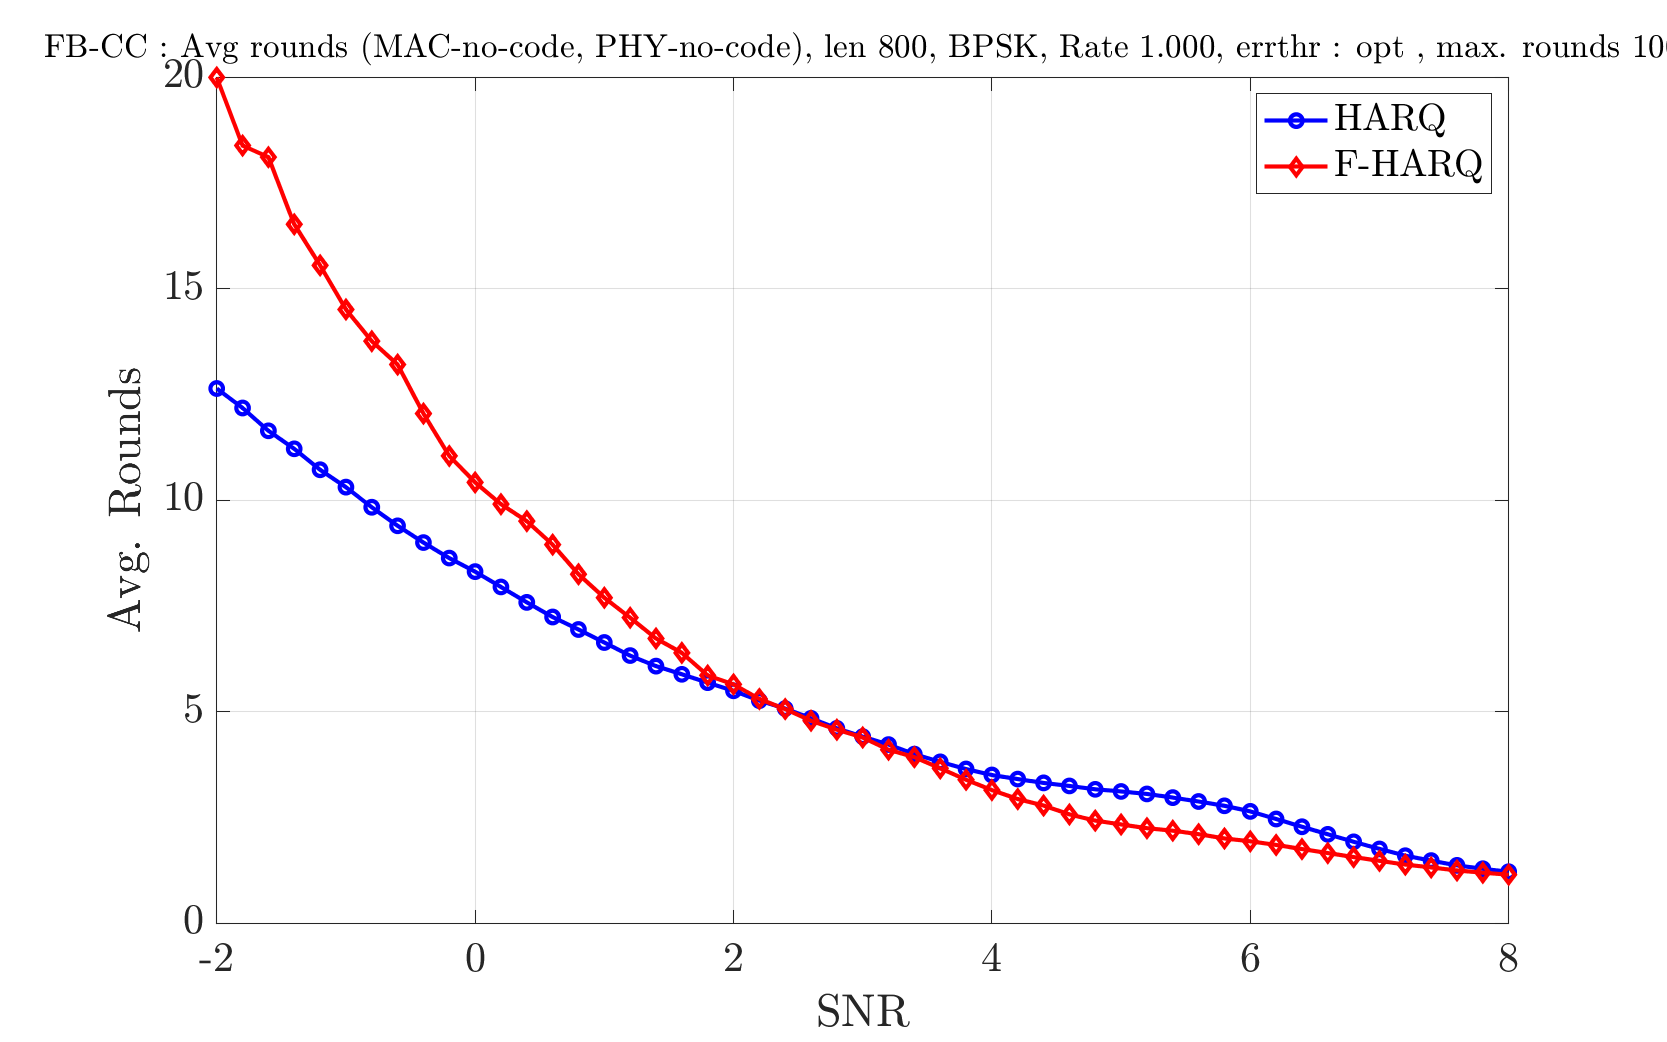 FB-CC : Avg rounds (MAC-no-code, PHY-no-code), len 800, BPSK, Rate 1.000, errthr : opt , max. rounds
20
15
10
5
0
Avg. Rounds
HARQ
F-HARQ
-2 0 2 4 6 8
SNR